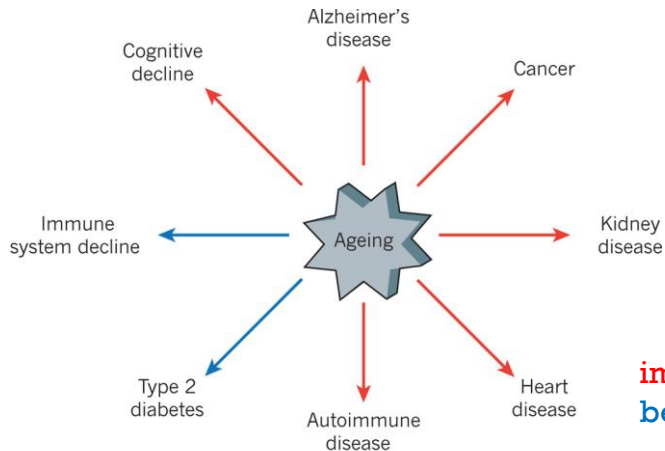 Alzheimer's
disease
Cognitive
decline
Cancer
Immune
system decline
Ageing
Kidney
disease
Type 2
diabetes
Autoimmune
disease
Heart
disease